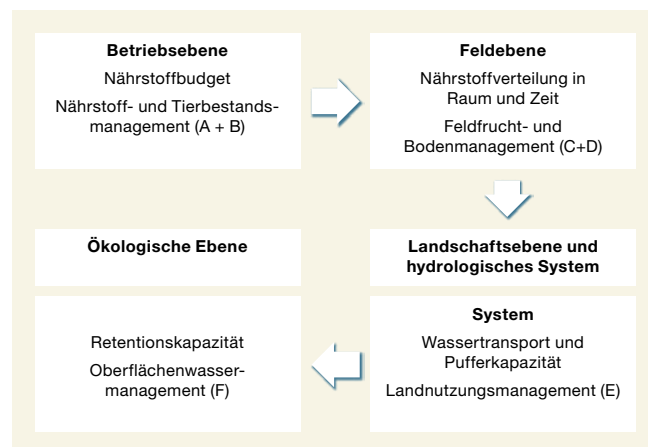 Betriebsebene
Nährstoffbudget
Nährstoff- und Tierbestands-
management (A + B)
Feldebene
Nährstoffverteilung in
Raum und Zeit
Feldfrucht- und
Bodenmanagement (C+D)
Ökologische Ebene
Landschaftsebene und
hydrologisches System
Retentionskapazität
Oberflächenwasser-
management (F)
System
Wassertransport und
Pufferkapazität
Landnutzungsmanagement (E)